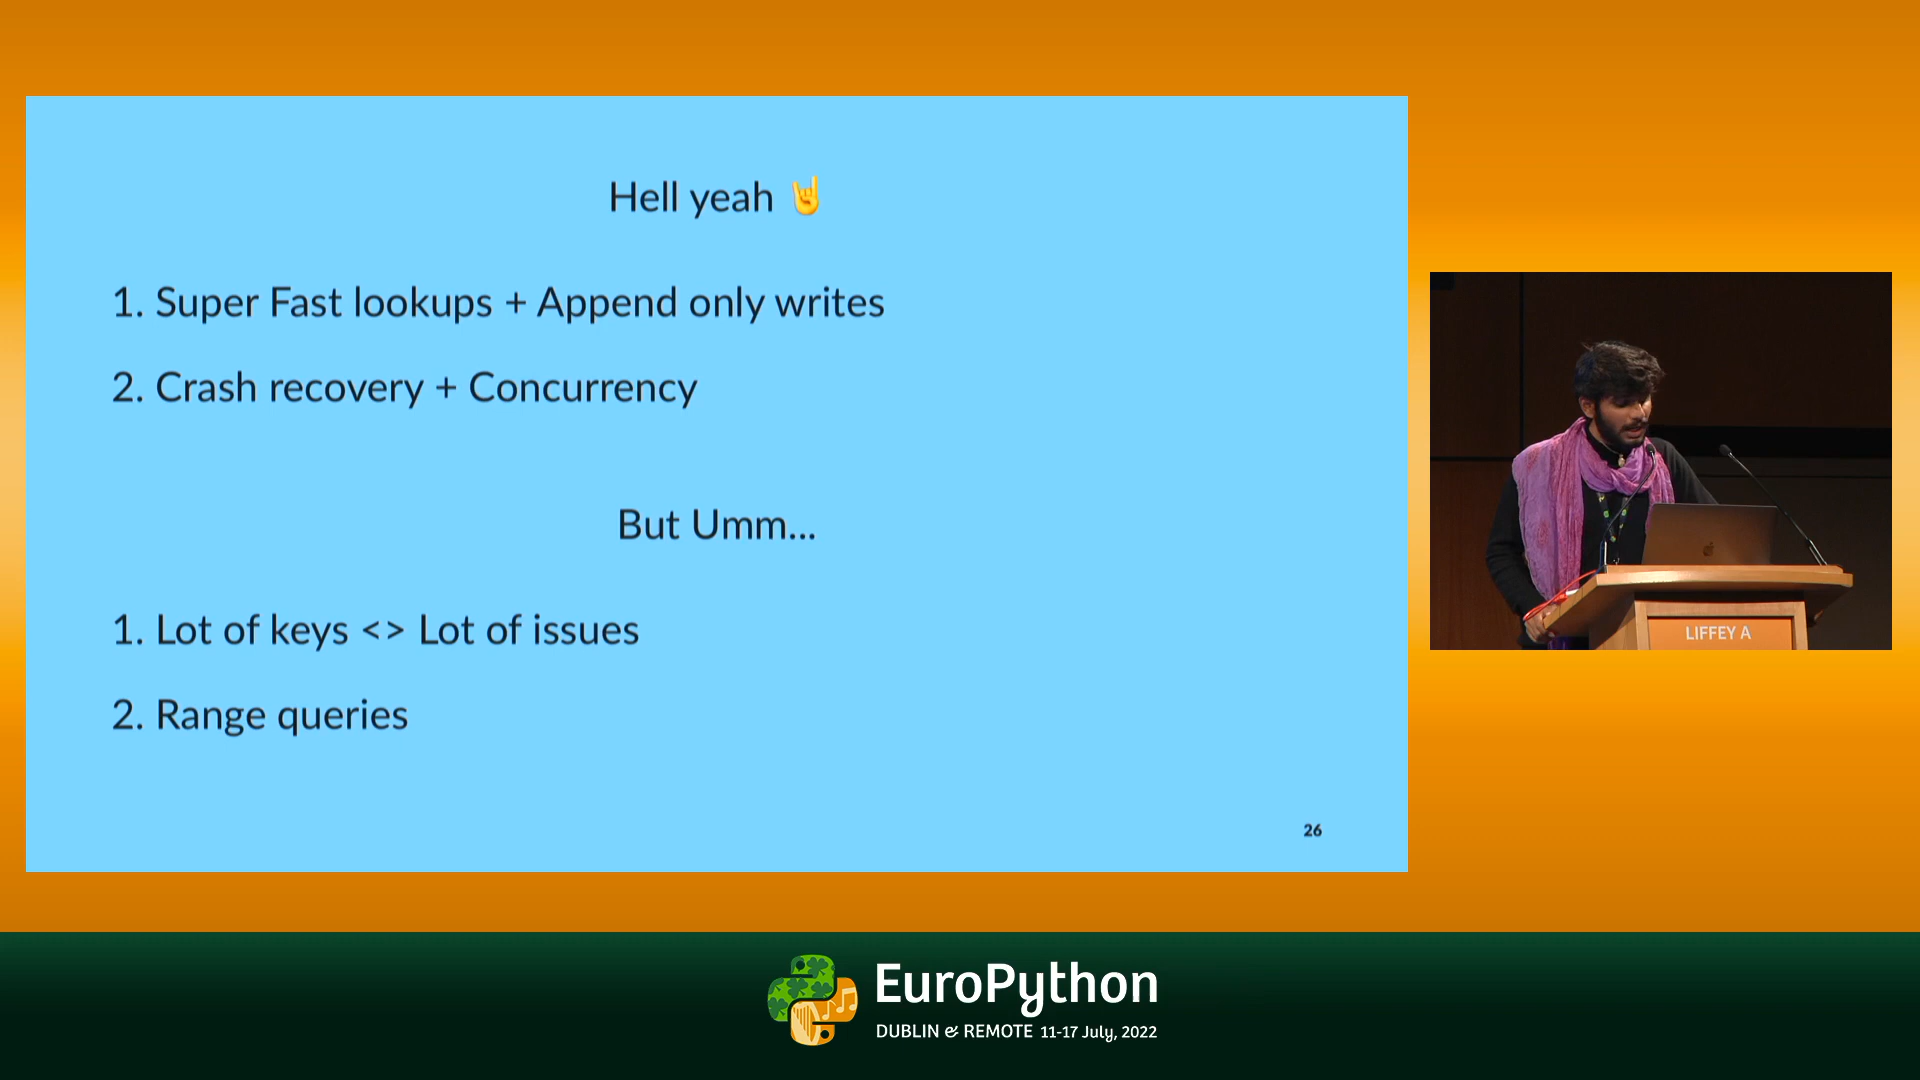 Hell yeah 🤘
1. Super Fast lookups + Append only writes
2. Crash recovery + Concurrency
But Umm...
1. Lot of keys <> Lot of issues
2. Range queries
26
LIFFEY A
EuroPython
DUBLIN & REMOTE 11-17 July, 2022